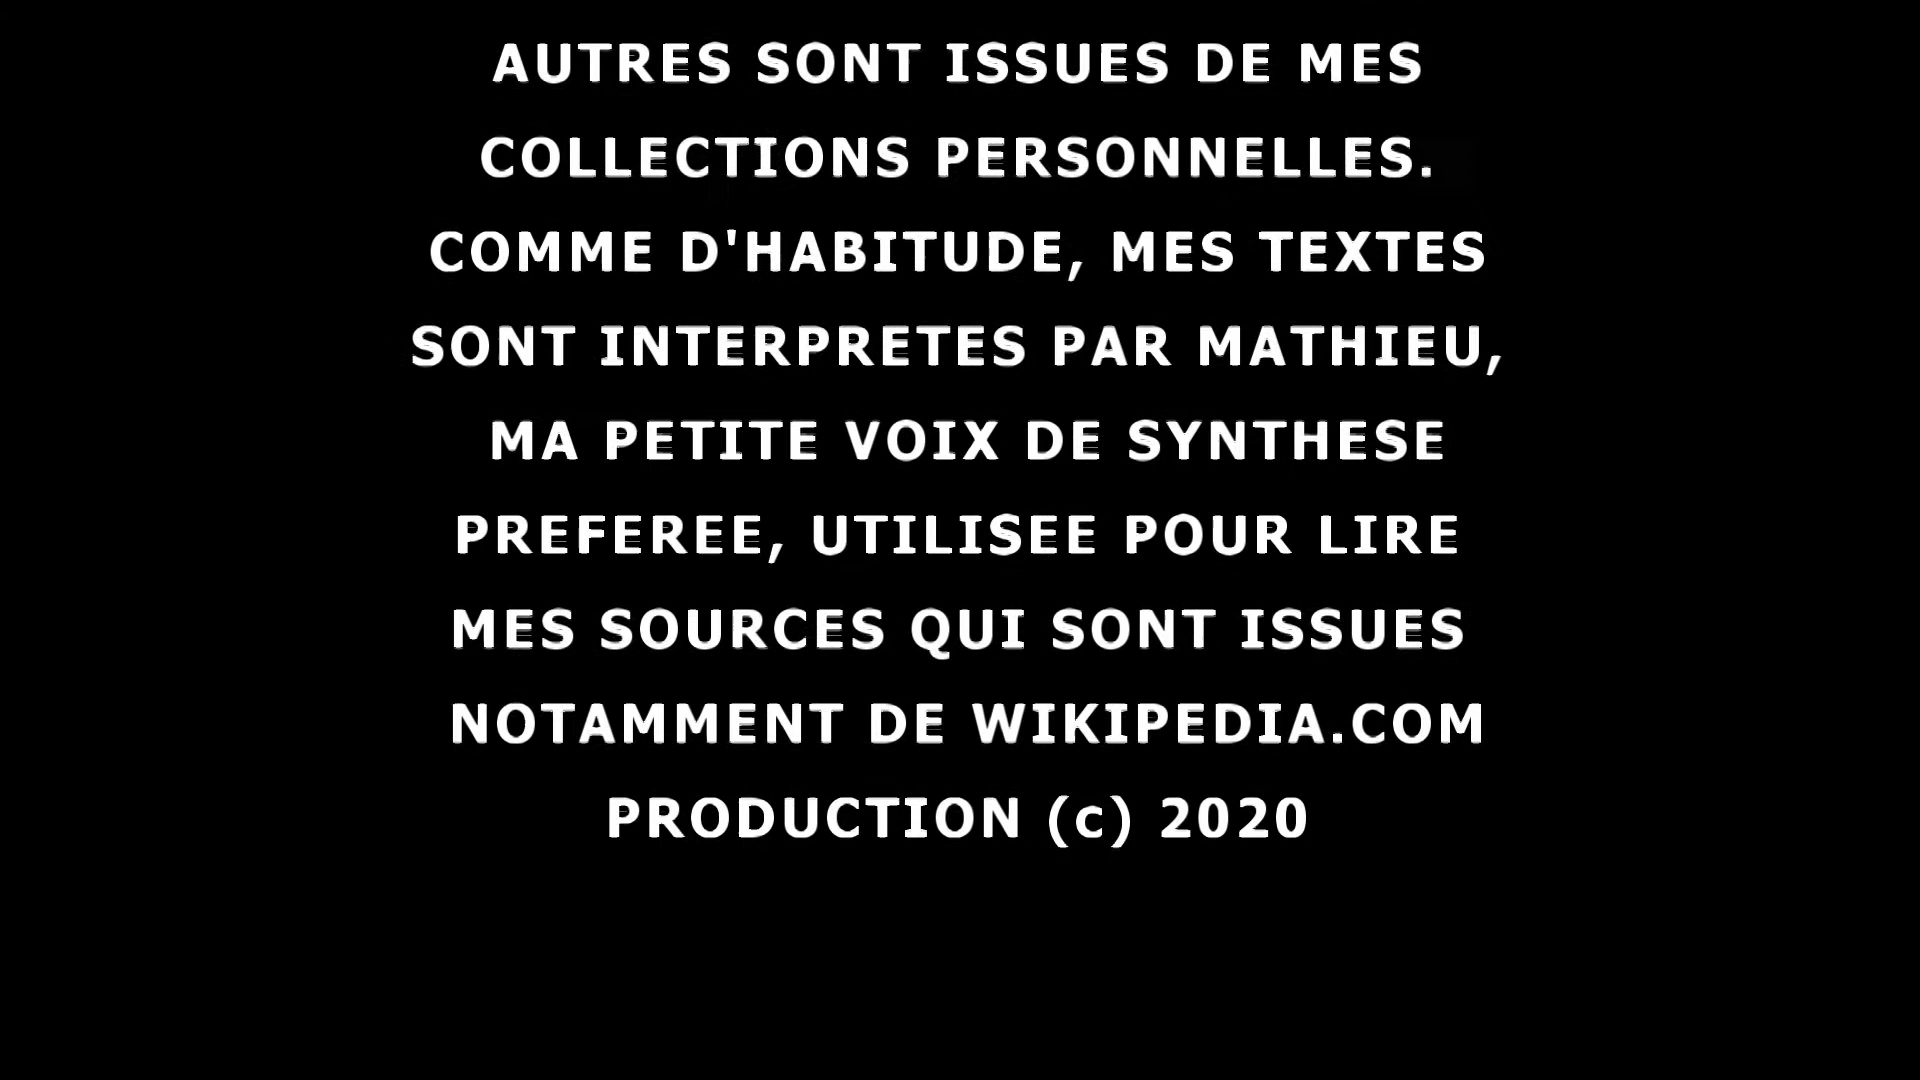 AUTRES SONT ISSUES DE MES
COLLECTIONS PERSONNELLES.
COMME D'HABITUDE, MES TEXTES
SONT INTERPRETES PAR MATHIEU,
MA PETITE VOIX DE SYNTHESE
PREFEREE, UTILISEE POUR LIRE
MES SOURCES QUI SONT ISSUES
NOTAMMENT DE WIKIPEDIA.COM
PRODUCTION (c) 2020